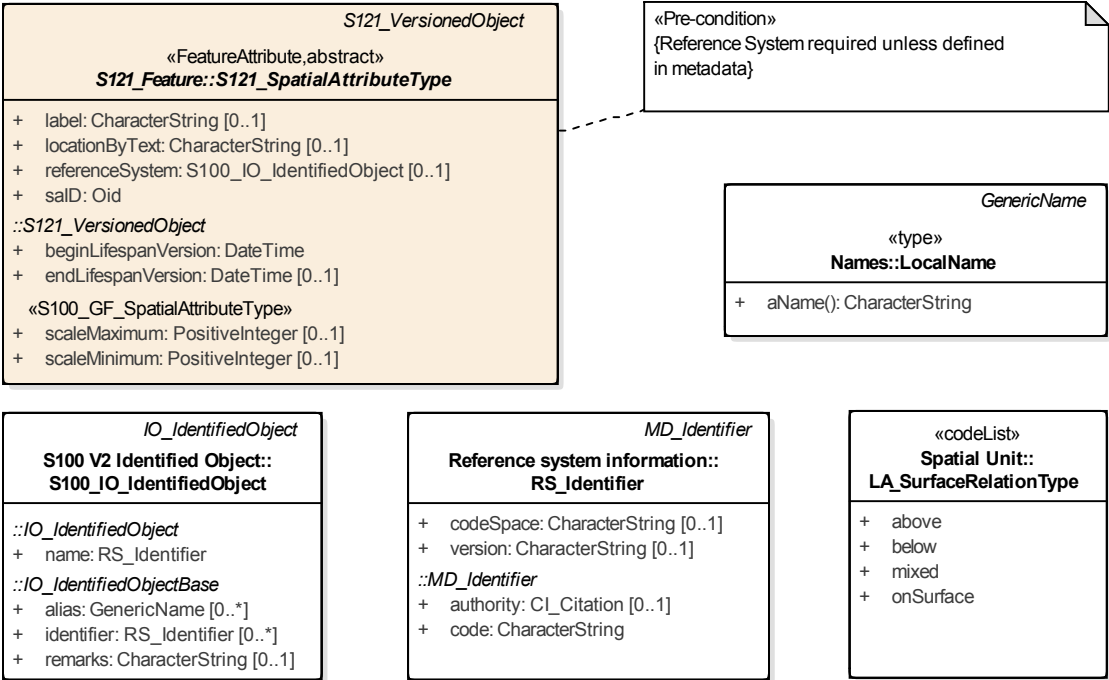 S121_VersionedObject
«FeatureAttribute,abstract»
S121_Feature::S121_SpatialAttributeType
+ label: CharacterString [0..1]
+ locationByText: CharacterString [0..1]
+ referenceSystem: S100_IO_IdentifiedObject [0..1]
+ saID: Oid
::S121_VersionedObject
+ beginLifespanVersion: DateTime
+ endLifespanVersion: DateTime [0..1]
«S100_GF_SpatialAttributeType»
+ scaleMaximum: PositiveInteger [0..1]
+ scaleMinimum: PositiveInteger [0..1]
«Pre-condition»
{Reference System required unless defined
in metadata}
GenericName
«type»
Names::LocalName
+ aName(): CharacterString
IO_IdentifiedObject
S100 V2 Identified Object::
S100_IO_IdentifiedObject
::IO_IdentifiedObject
+ name: RS_Identifier
::IO_IdentifiedObjectBase
+ alias: GenericName [0..*]
+ identifier: RS_Identifier [0..*]
+ remarks: CharacterString [0..1]
MD_Identifier
Reference system information::
RS_Identifier
+ codeSpace: CharacterString [0..1]
+ version: CharacterString [0..1]
::MD_Identifier
+ authority: CI_Citation [0..1]
+ code: CharacterString
«codeList»
Spatial Unit::
LA_SurfaceRelationType
+ above
+ below
+ mixed
+ onSurface